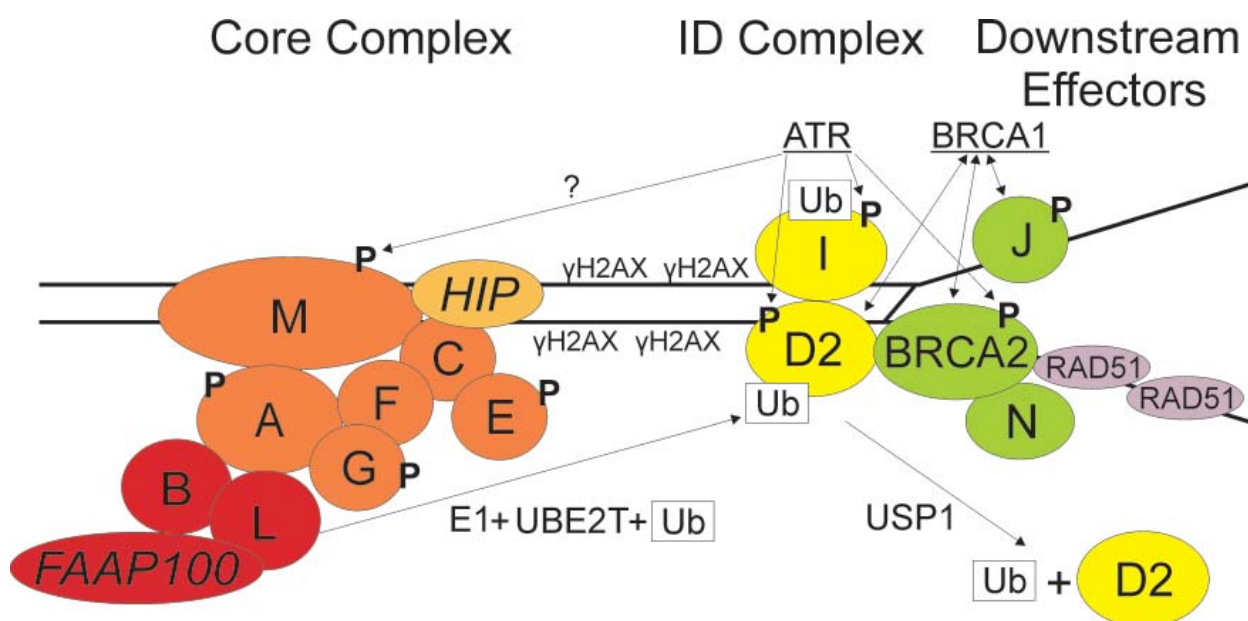 Core Complex
ID Complex
Downstream
Effectors
ATR
BRCA1
?
Ub
P
P
I
J
P
M
HIP
γH2AX γH2AX
γH2AX γH2AX
P
D2
P
BRCA2
RAD51
RAD51
N
Ub
C
P
A
F
E
P
G
P
B
L
FAAP100
E1+ UBE2T+ Ub
USP1
Ub + D2